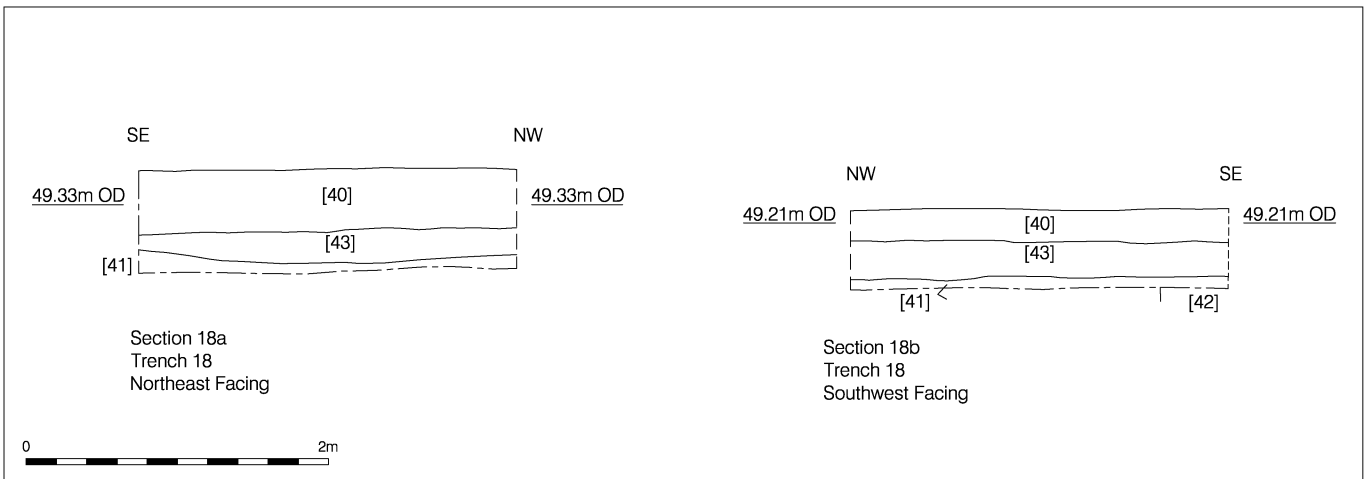 SE
NW
49.33m OD
[40]
49.33m OD
[43]
[41]
Section 18a
Trench 18
Northeast Facing
NW
SE
49.21m OD
[40]
49.21m OD
[43]
[41]
[42]
Section 18b
Trench 18
Southwest Facing
0
2m